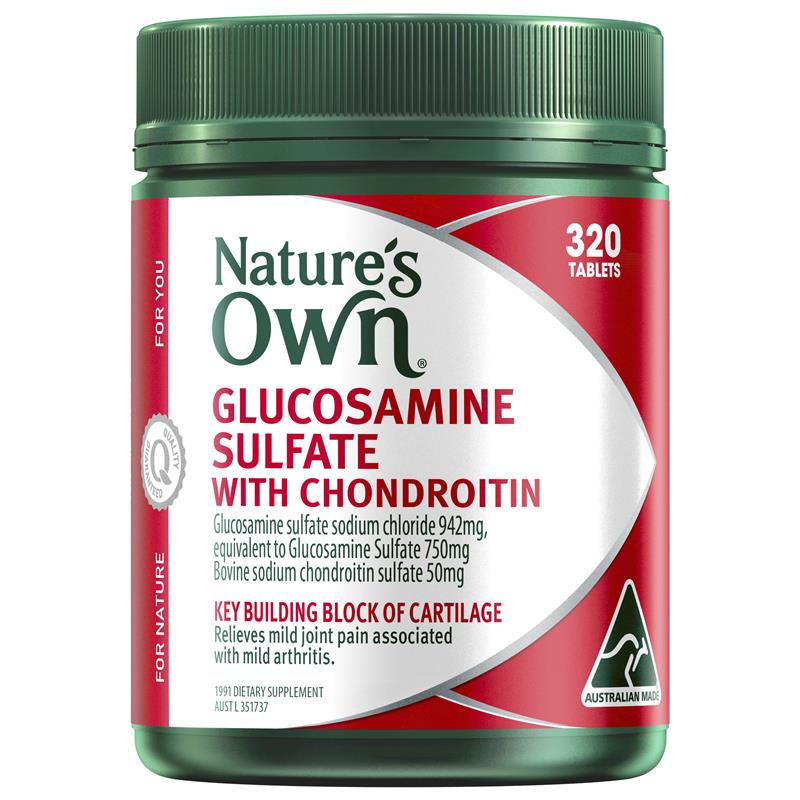 Nature's
Own®
GLUCOSAMINE
SULFATE
WITH CHONDROITIN
Glucosamine sulfate sodium chloride 942mg,
equivalent to Glucosamine Sulfate 750mg
Bovine sodium chondroitin sulfate 50mg
KEY BUILDING BLOCK OF CARTILAGE
Relieves mild joint pain associated
with mild arthritis.
1991 DIETARY SUPPLEMENT
AUST L 351737
320
TABLETS
FOR YOU
QUALITY
Q
GUARANTEED
FOR NATURE
AUSTRALIAN MADE